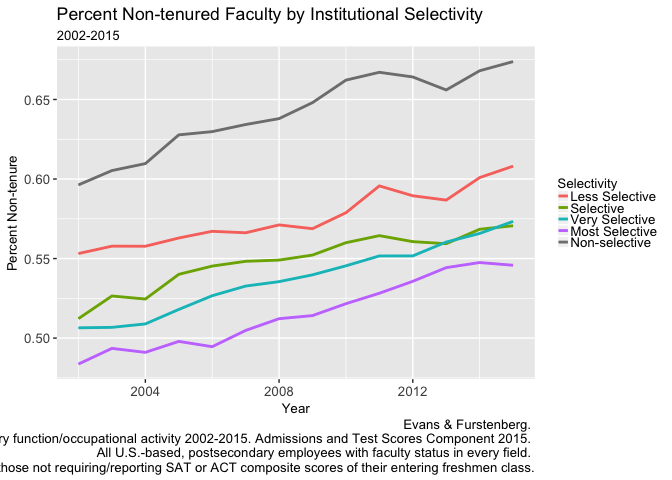 Percent Non-tenured Faculty by Institutional Selectivity
2002-2015
Percent Non-tenure
0.65
0.60
0.55
0.50
2004
2008
2012
Year
Selectivity
Less Selective
Selective
Very Selective
Most Selective
Non-selective
Evans & Furstenberg.
function/occupational activity 2002-2015. Admissions and Test Scores Component 2015.
All U.S.-based, postsecondary employees with faculty status in every field.
those not requiring/reporting SAT or ACT composite scores of their entering freshmen class.